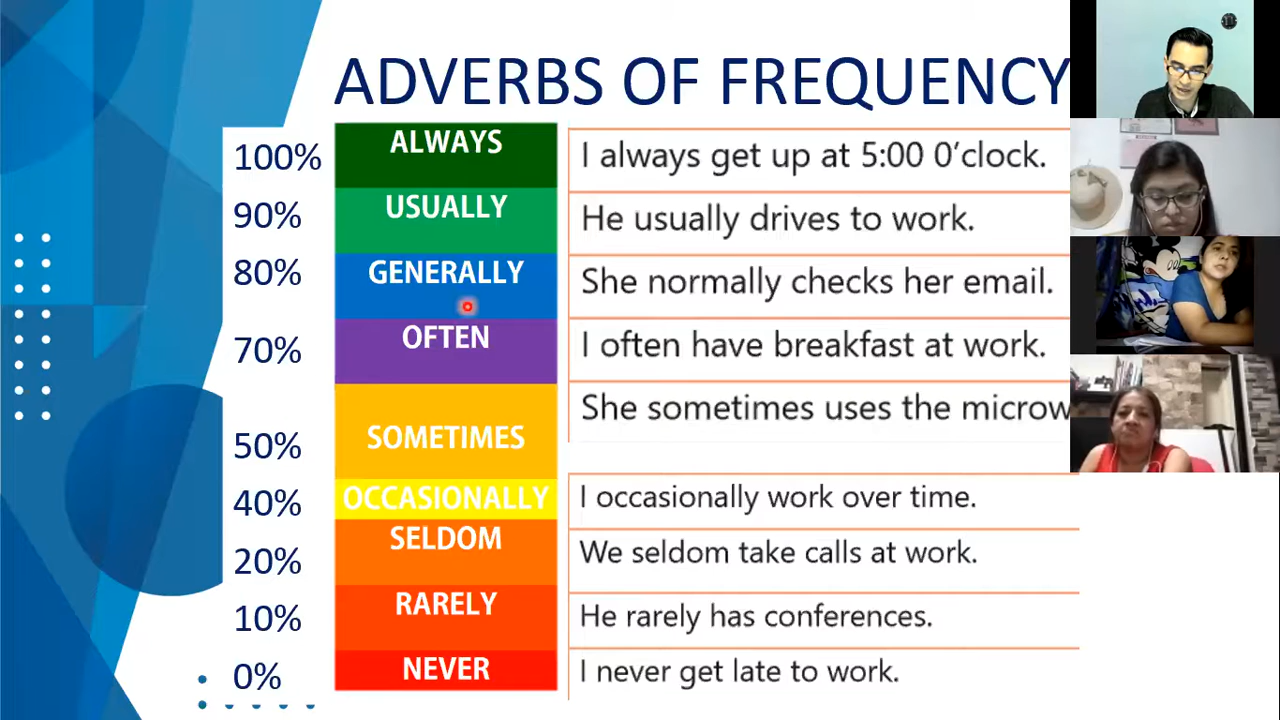 ADVERBS OF FREQUENCY
100% ALWAYS I always get up at 5:00 0’clock.
90% USUALLY He usually drives to work.
80% GENERALLY She normally checks her email.
70% OFTEN I often have breakfast at work.
50% SOMETIMES She sometimes uses the microw
40% OCCASIONALLY I occasionally work over time.
20% SELDOM We seldom take calls at work.
10% RARELY He rarely has conferences.
0% NEVER I never get late to work.